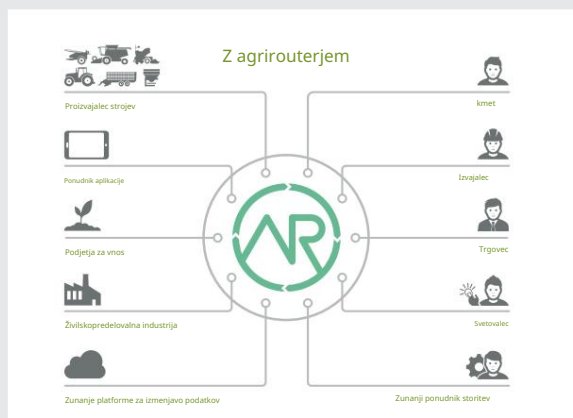 Z agrirouterjem
Proizvajalec strojev
kmet
Ponudnik aplikacije
Izvajalec
AR
Podjetja za vnos
Trgovec
Živilskopredelovalna industrija
Svetovalec
Zunanje platforme za izmenjavo podatkov
Zunanji ponudnik storitev